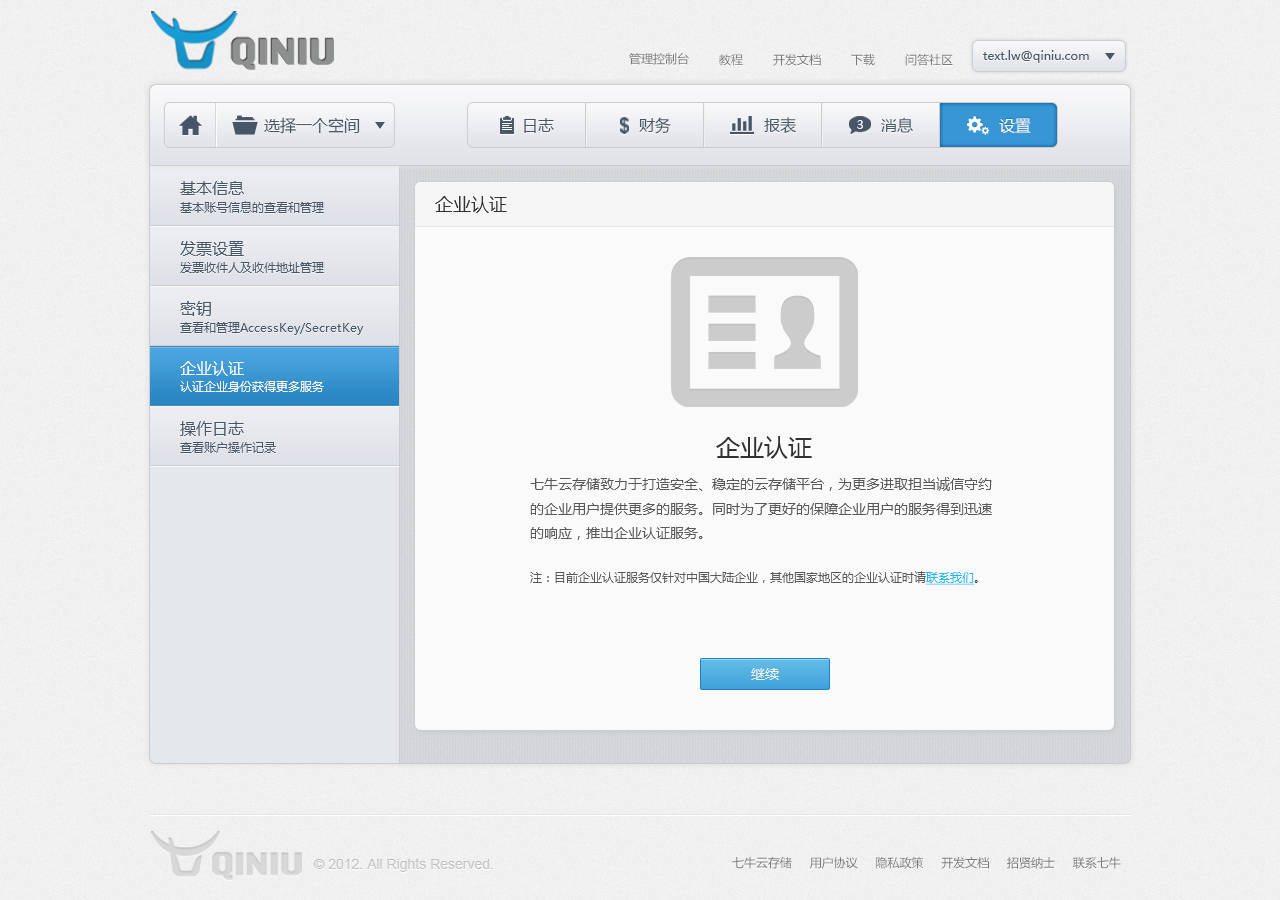 QINIU
管理控制台 教程 开发文档 下载 问答社区 text.lw@qiniu.com
选择一个空间 日志 $ 财务 报表 3 消息 设置
基本信息
基本账号信息的查看和管理
发票设置
发票收件人及收件地址管理
密钥
查看和管理AccessKey/SecretKey
企业认证
认证企业身份获得更多服务
操作日志
查看账户操作记录
企业认证
企业认证
七牛云存储致力于打造安全、稳定的云存储平台，为更多进取担当诚信守约
的企业用户提供更多的服务。同时为了更好的保障企业用户的服务得到迅速
的响应，推出企业认证服务。
注：目前企业认证服务仅针对中国大陆企业，其他国家地区的企业认证时请联系我们。
继续
QINIU © 2012. All Rights Reserved.
七牛云存储 用户协议 隐私政策 开发文档 招贤纳士 联系七牛